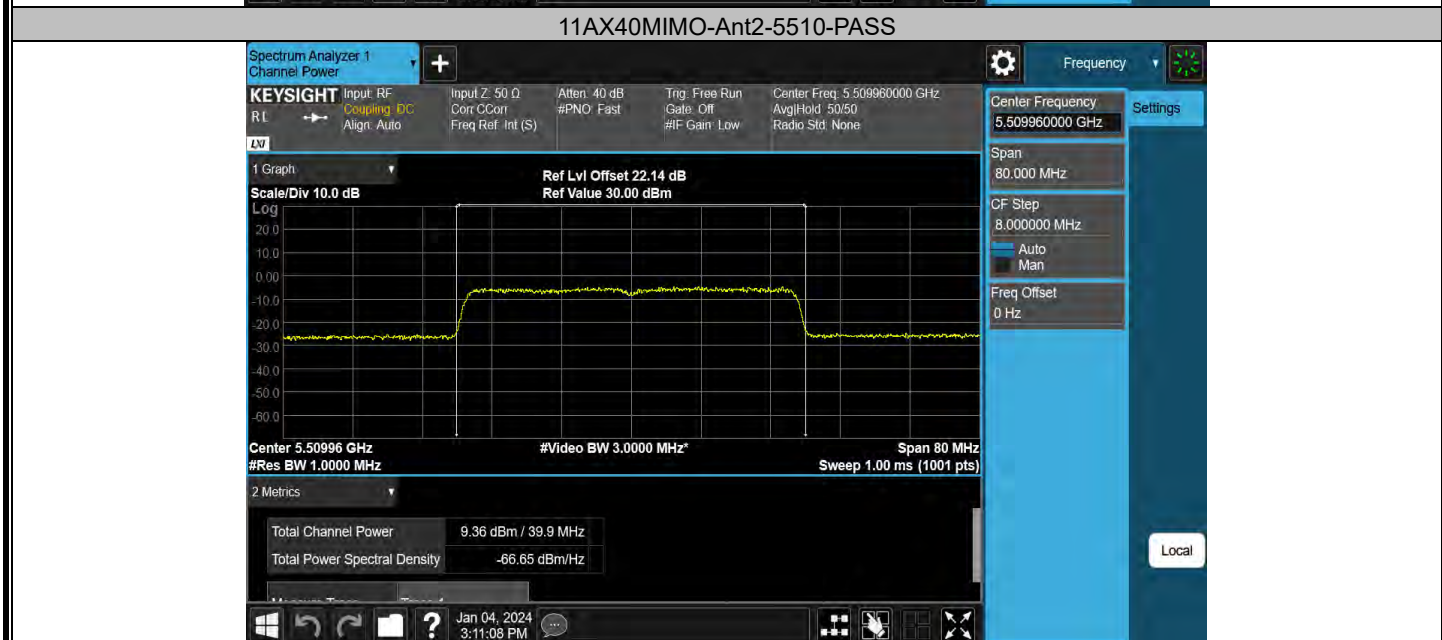 11AX40MIMO-Ant2-5510-PASS
Spectrum Analyzer 1
Channel Power
+
Frequency
KEYSIGHT
RL
LXI
Input: RF
Coupling: DC
Align: Auto
Input Z: 50 Ω
Corr CCorr
Freq Ref: Int (S)
Atten: 40 dB
#PNO: Fast
Trig: Free Run
Gate: Off
#IF Gain: Low
Center Freq: 5.509960000 GHz
Avg|Hold: 50/50
Radio Std: None
Center Frequency
5.509960000 GHz
Settings
Span
80.000 MHz
CF Step
8.000000 MHz
Auto
Man
Freq Offset
0 Hz
1 Graph
Scale/Div 10.0 dB
Ref Lvl Offset 22.14 dB
Ref Value 30.00 dBm
Log
20.0
10.0
0.00
-10.0
-20.0
-30.0
-40.0
-50.0
-60.0
Center 5.50996 GHz
#Video BW 3.0000 MHz*
Span 80 MHz
#Res BW 1.0000 MHz
Sweep 1.00 ms (1001 pts)
2 Metrics
Total Channel Power 9.36 dBm / 39.9 MHz
Total Power Spectral Density -66.65 dBm/Hz
Local
?
Jan 04, 2024
3:11:08 PM